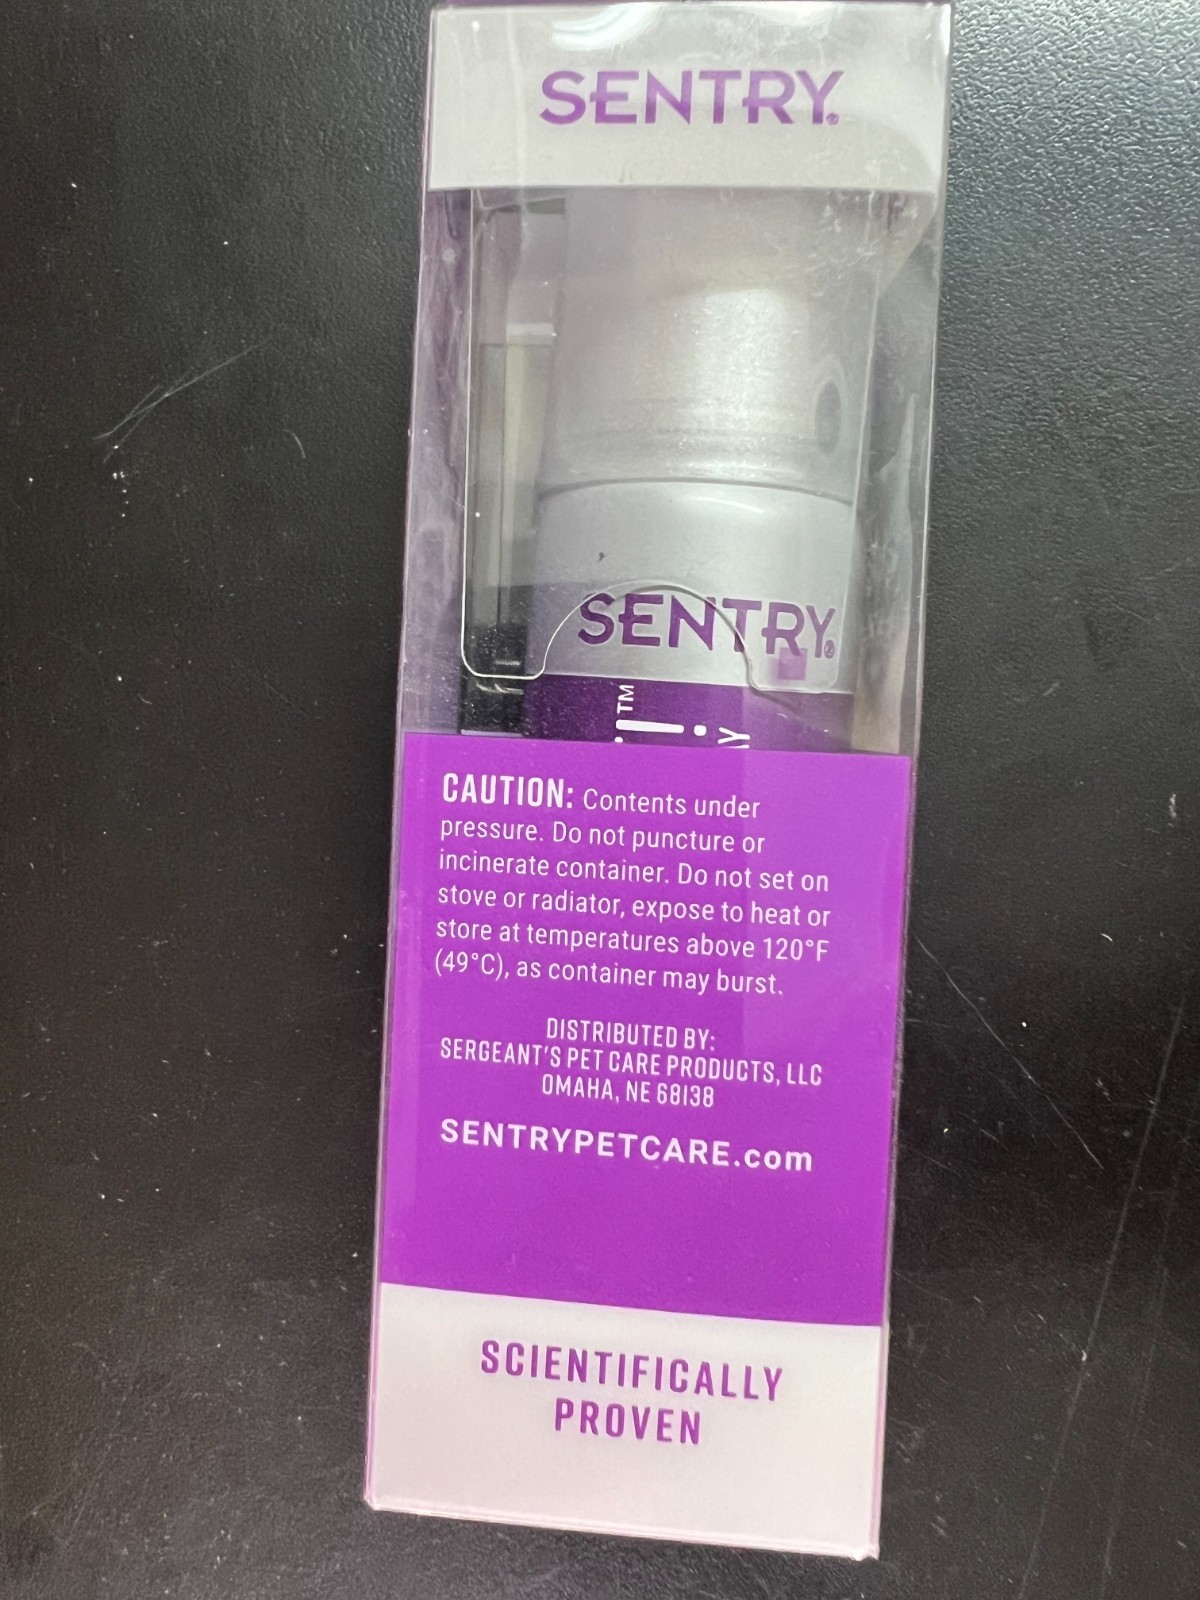 SENTRY®
SENTRY®
!™
CAUTION: Contents under
pressure. Do not puncture or
incinerate container. Do not set on
stove or radiator, expose to heat or
store at temperatures above 120°F
(49°C), as container may burst.
DISTRIBUTED BY:
SERGEANT'S PET CARE PRODUCTS, LLC
OMAHA, NE 68138
SENTRYPETCARE.com
SCIENTIFICALLY
PROVEN